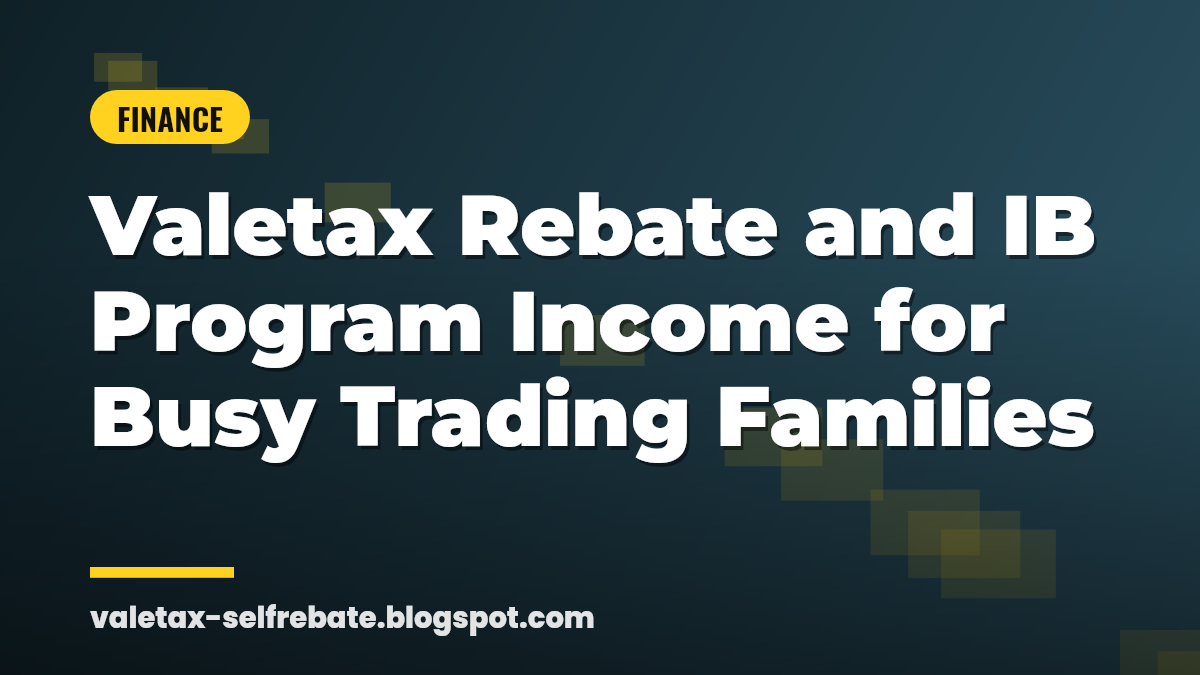 FINANCE
Valetax Rebate and IB
Program Income for
Busy Trading Families
valetax-selfrebate.blogspot.com